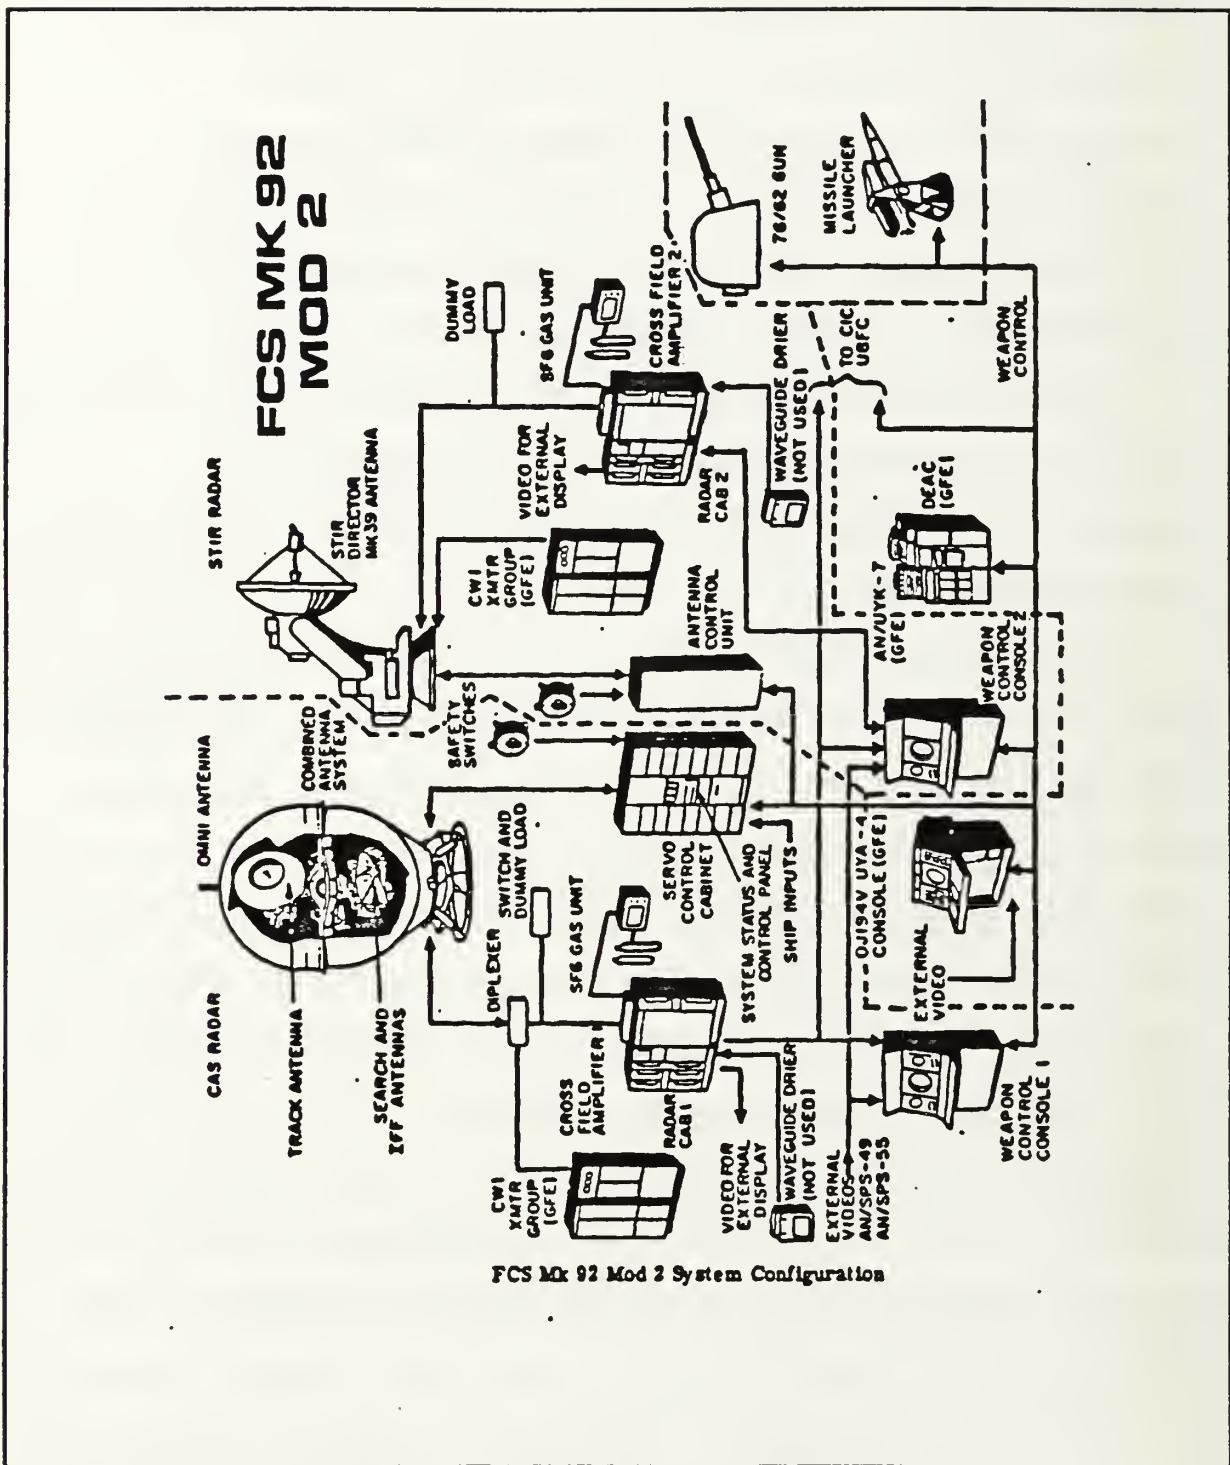 FCS MK 92
MOD 2
CAS RADAR
OMNI ANTENNA
STIR RADAR
TRACK ANTENNA
SEARCH AND
IFF ANTENNAS
COMBINED
ANTENNA
SYSTEM
STIR
DIRECTOR
MK 39 ANTENNA
SAFETY
SWITCHES
DIPLEXER
SWITCH AND
DUMMY LOAD
DUMMY
LOAD
CWI
XMTR
GROUP
(GFE)
CROSS
FIELD
AMPLIFIER 1
SF6 GAS UNIT
RADAR
CAB 1
SERVO
CONTROL
CABINET
ANTENNA
CONTROL
UNIT
CWI
XMTR
GROUP
(GFE)
VIDEO FOR
EXTERNAL
DISPLAY
SF6 GAS UNIT
CROSS FIELD
AMPLIFIER 2
RADAR
CAB 2
VIDEO FOR
EXTERNAL
DISPLAY
WAVEGUIDE DRIER
(NOT USED)
SYSTEM STATUS AND
CONTROL PANEL
SHIP INPUTS
WAVEGUIDE DRIER
(NOT USED)
76/62 GUN
MISSILE
LAUNCHER
TO CIC
UBFC
EXTERNAL
VIDEOS
AN/SPS-49
AN/SPS-55
EXTERNAL
VIDEO
OJ194V UYA-4
CONSOLE (GFE)
AN/UYK-7
(GFE)
DEAC
(GFE)
WEAPON
CONTROL
CONSOLE 1
WEAPON
CONTROL
CONSOLE 2
WEAPON
CONTROL
FCS Mk 92 Mod 2 System Configuration